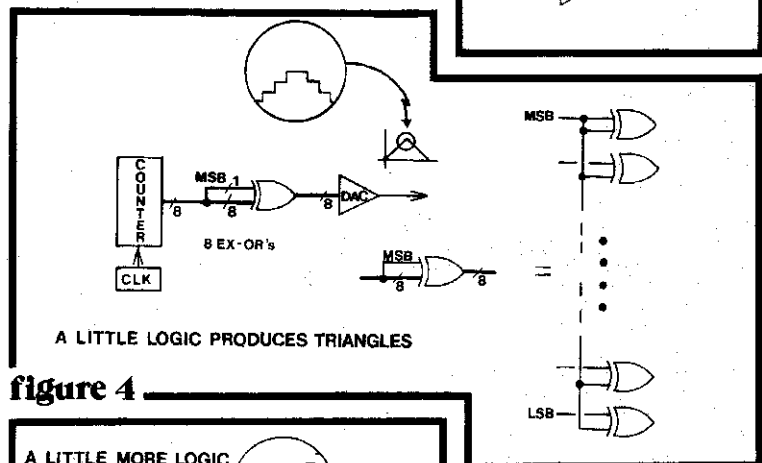 MSB
COUNTER
MSB 1
8
8
8
DAC
8 EX-OR's
CLK
MSB
8
8
=
A LITTLE LOGIC PRODUCES TRIANGLES
LSB
figure 4
A LITTLE MORE LOGIC